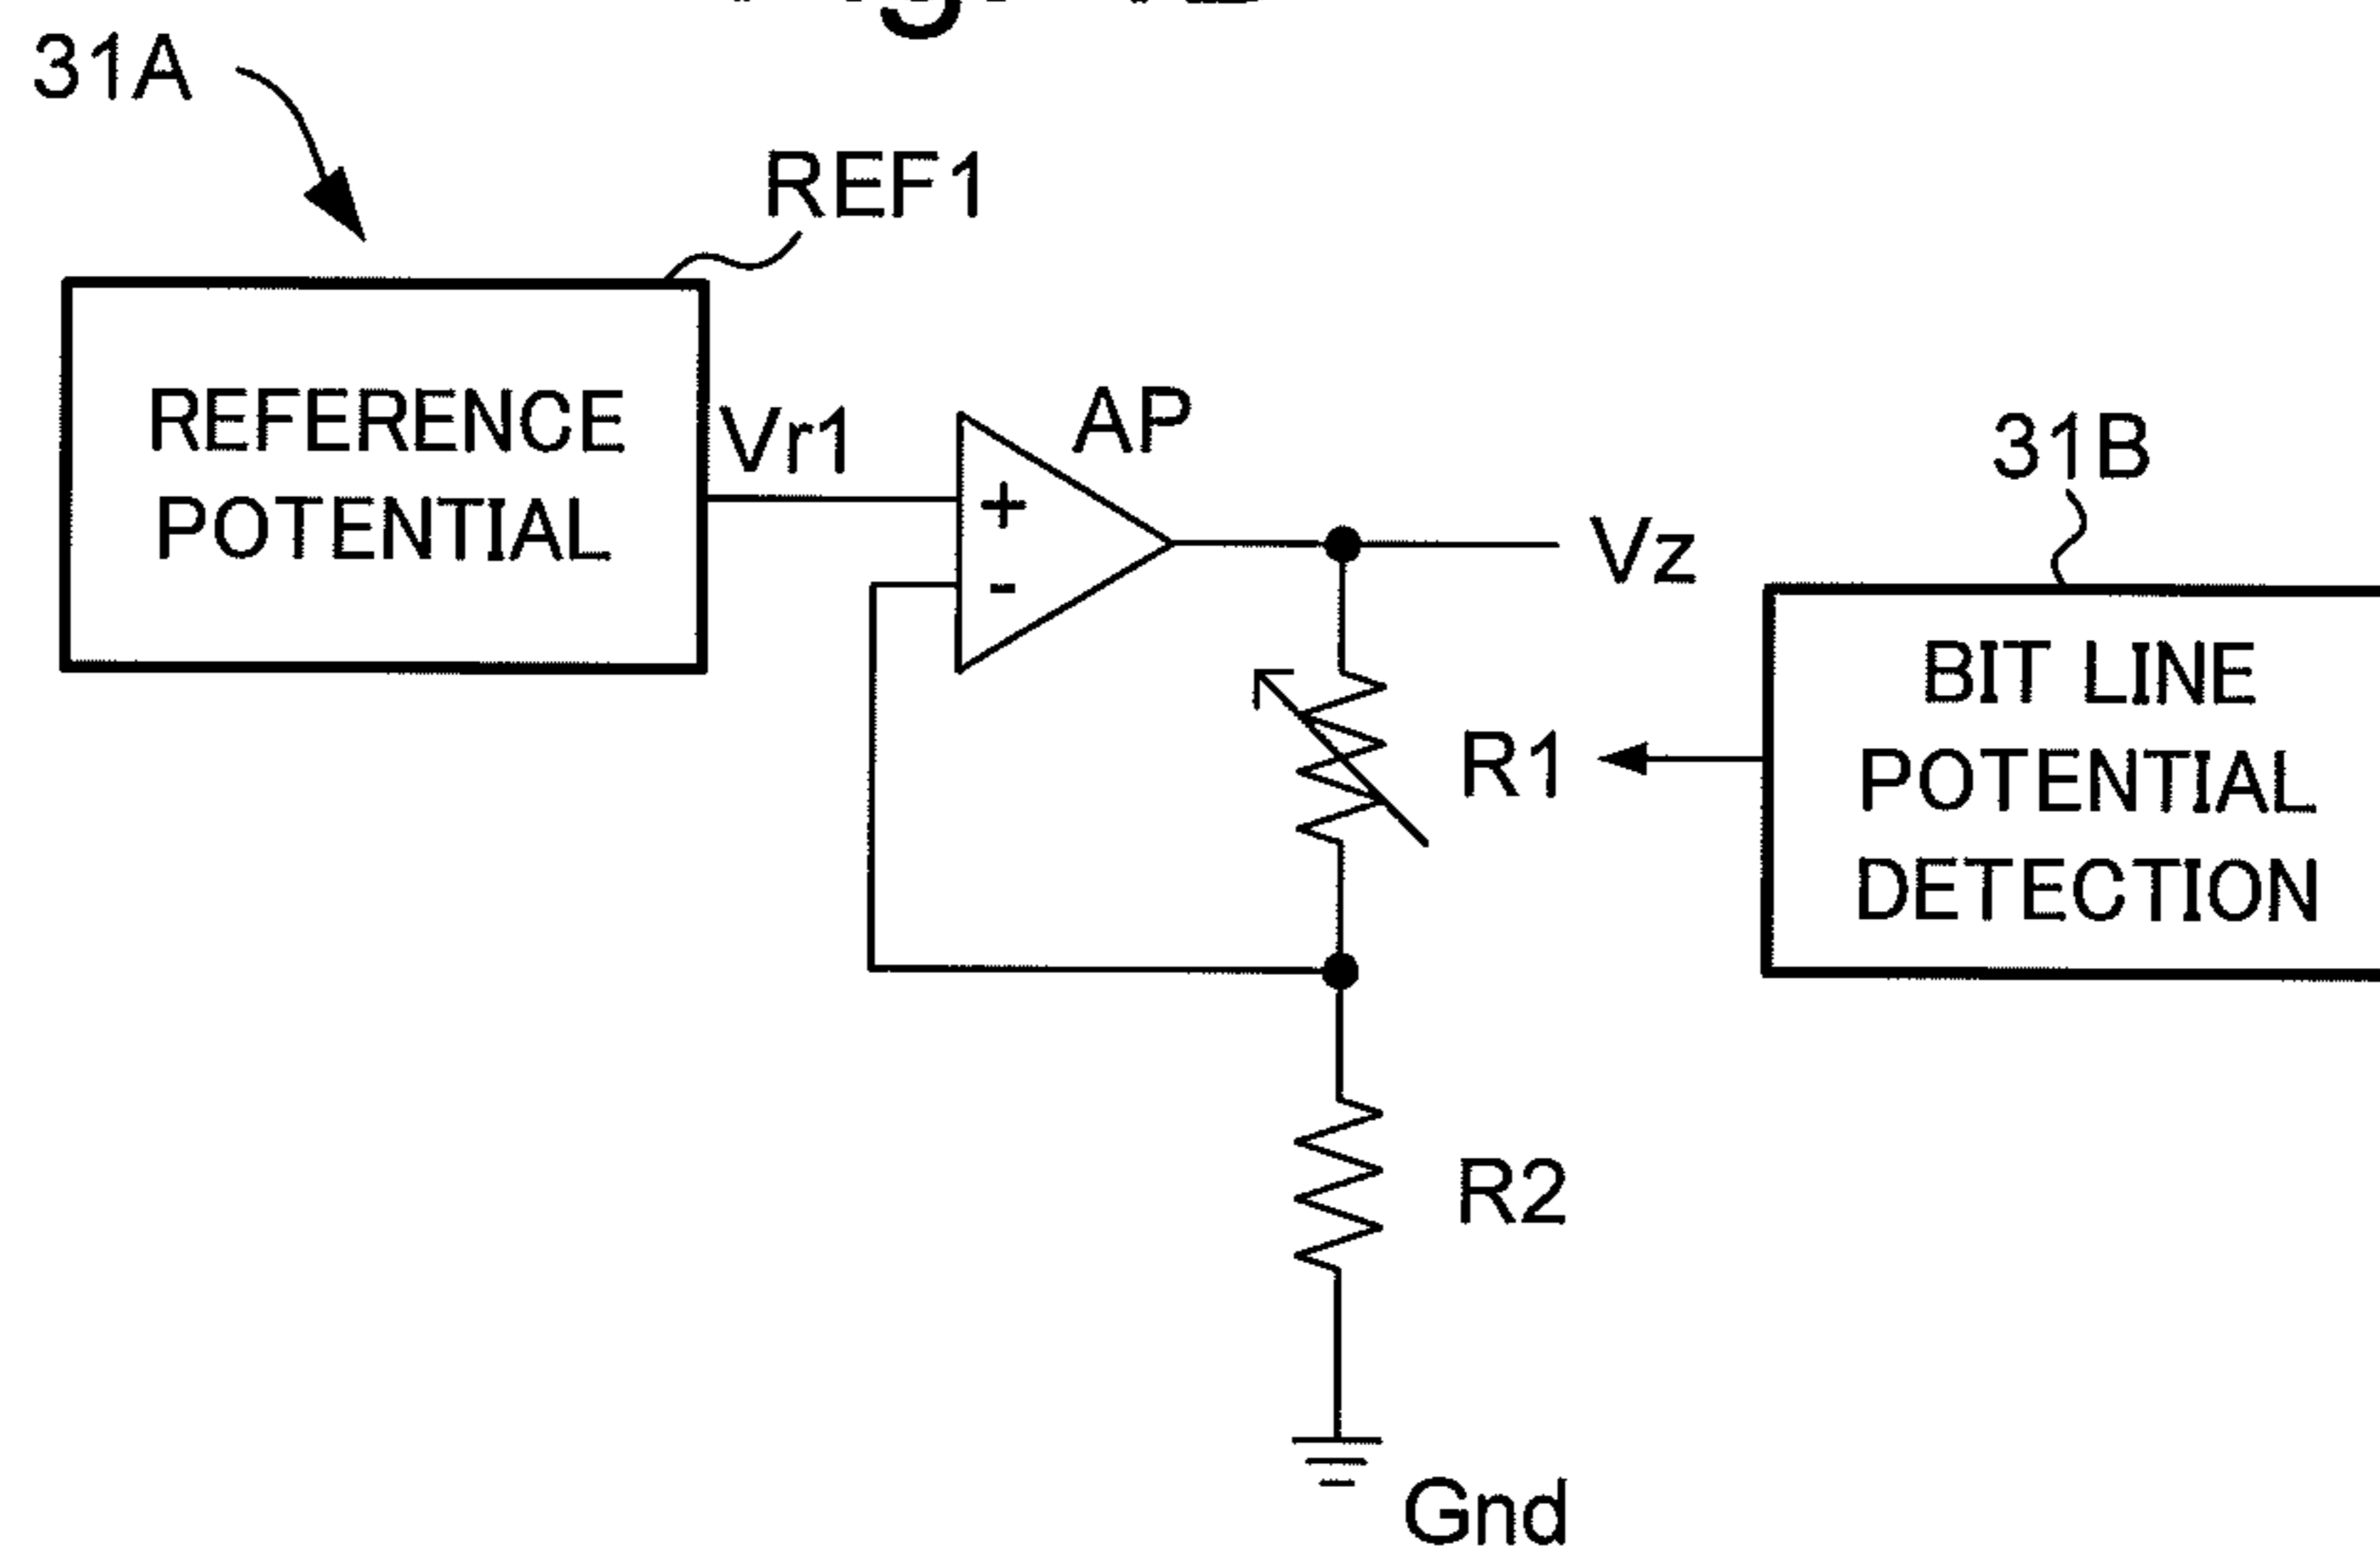 31A
REF1
REFERENCE
POTENTIAL
Vr1
AP
+
-
Vz
31B
BIT LINE
POTENTIAL
DETECTION
R1
R2
Gnd